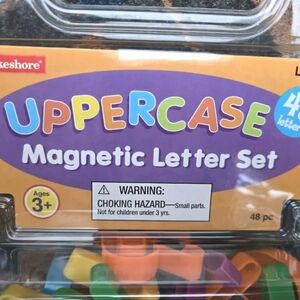 keshore®
UPPERCASE
Magnetic Letter Set
Ages
3+
WARNING:
CHOKING HAZARD—Small parts.
Not for children under 3 yrs.
48 pc